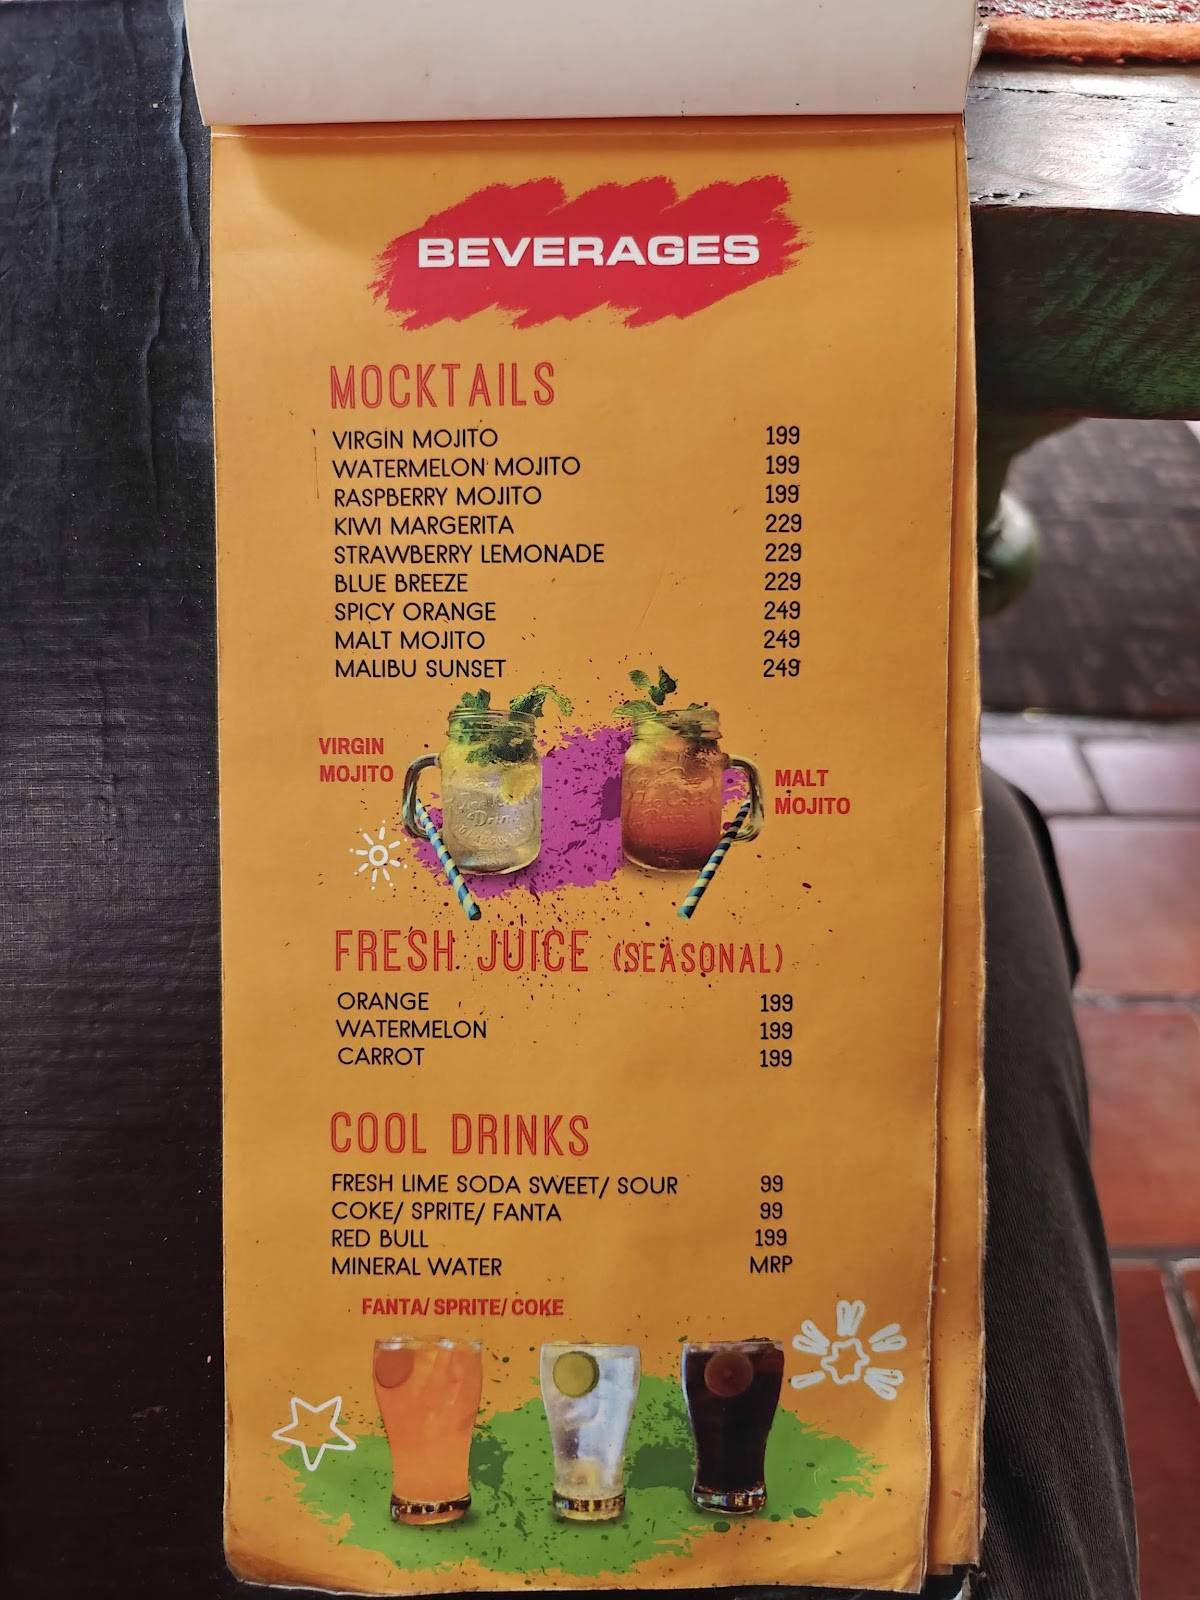 BEVERAGES
MOCKTAILS
VIRGIN MOJITO 199
WATERMELON MOJITO 199
RASPBERRY MOJITO 199
KIWI MARGERITA 229
STRAWBERRY LEMONADE 229
BLUE BREEZE 229
SPICY ORANGE 249
MALT MOJITO 249
MALIBU SUNSET 249
VIRGIN
MOJITO
MALT
MOJITO
FRESH JUICE (SEASONAL)
ORANGE 199
WATERMELON 199
CARROT 199
COOL DRINKS
FRESH LIME SODA SWEET/ SOUR 99
COKE/ SPRITE/ FANTA 99
RED BULL 199
MINERAL WATER MRP
FANTA/ SPRITE/ COKE